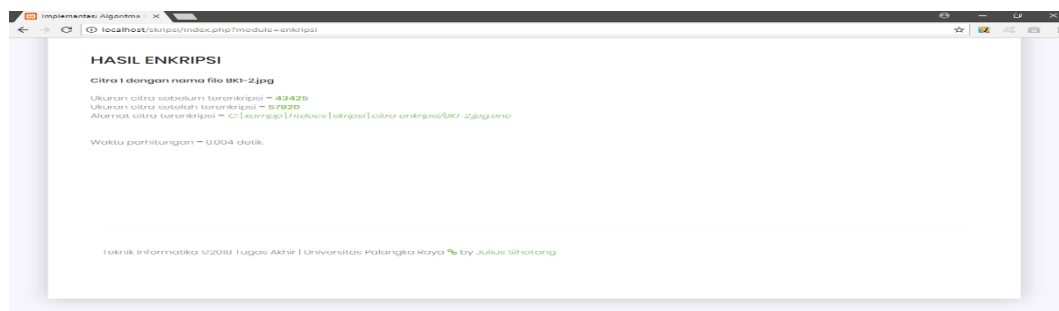 Implementasi Algoritma
localhost/skripsi/index.php?module=enkripsi
HASIL ENKRIPSI
Citra 1 dengan nama file BK1-2.jpg
Ukuran citra sebelum terenkripsi = 43425
Ukuran citra setelah terenkripsi = 57920
Alamat citra terenkripsi = C:\xampp\htdocs\skripsi\citra enkripsi/BK1-2.jpg.enc
Waktu perhitungan = 0.004 detik.
Teknik Informatika ©2018 Tugas Akhir | Universitas Palangka Raya by Julius Sihotang